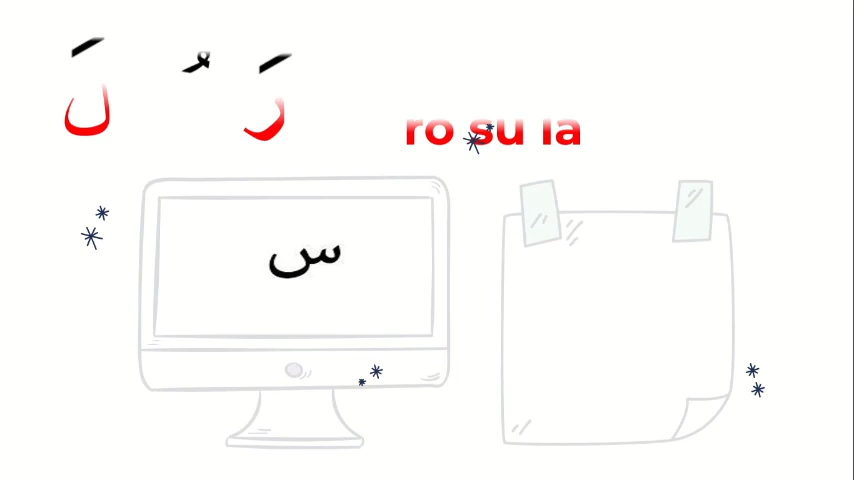 رَ ُ لَ
ro su la
س